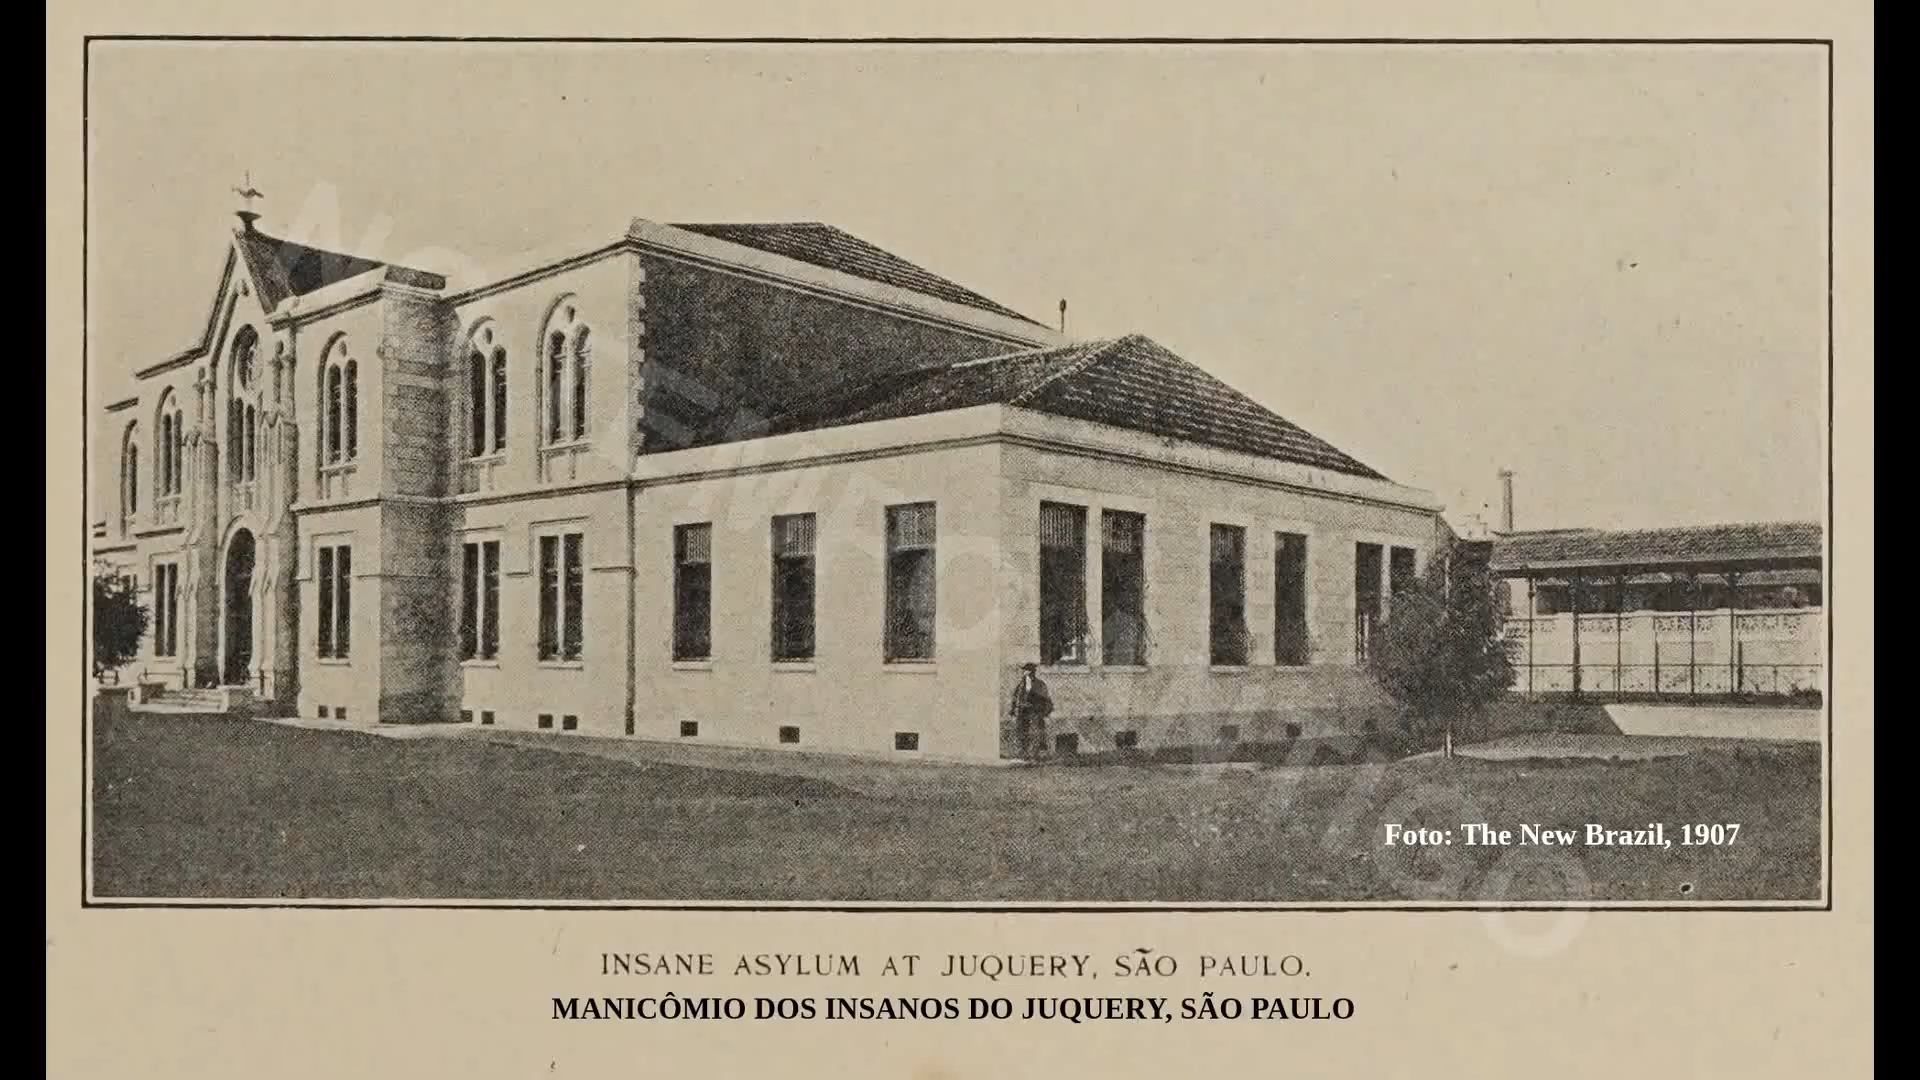 Foto: The New Brazil, 1907
INSANE ASYLUM AT JUQUERY, SÃO PAULO.
MANICÔMIO DOS INSANOS DO JUQUERY, SÃO PAULO